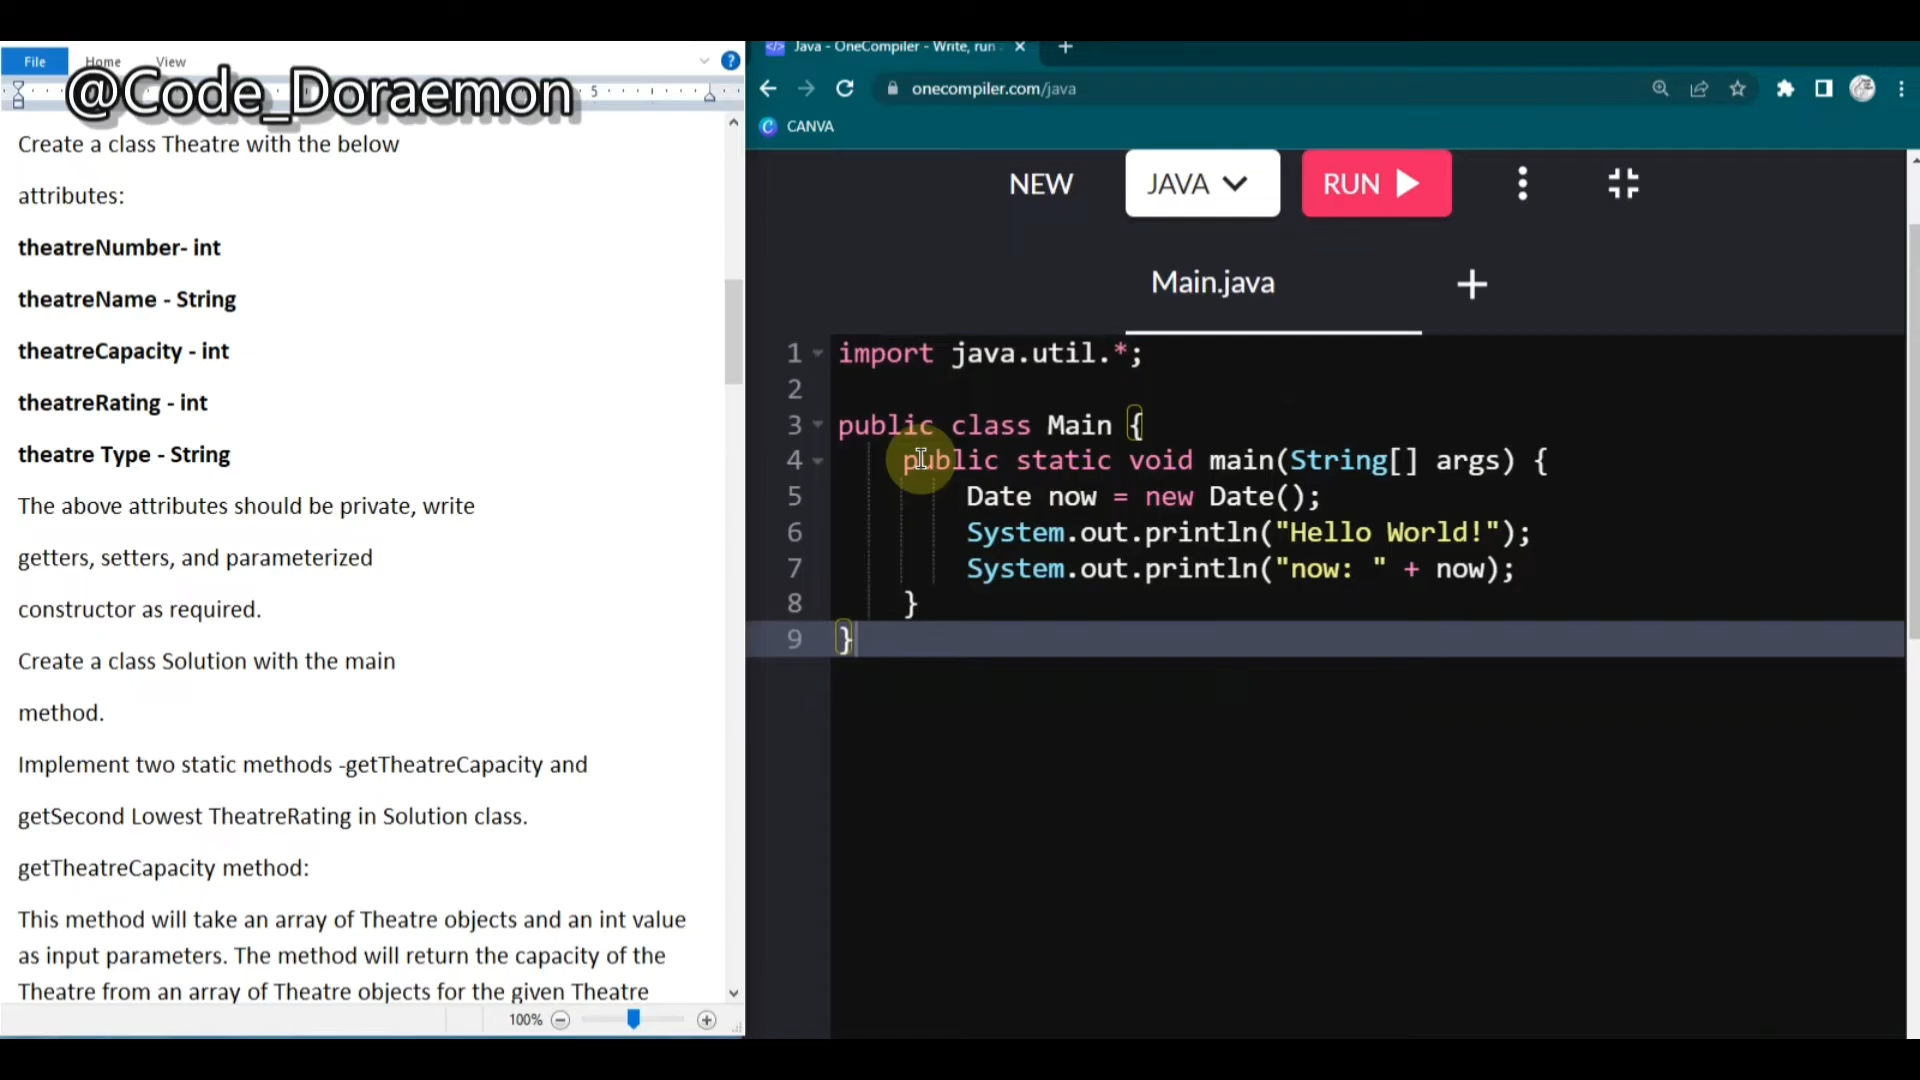 File Home View
@Code_Doraemon
5
Create a class Theatre with the below
attributes:
theatreNumber- int
theatreName - String
theatreCapacity - int
theatreRating - int
theatre Type - String
The above attributes should be private, write
getters, setters, and parameterized
constructor as required.
Create a class Solution with the main
method.
Implement two static methods -getTheatreCapacity and
getSecond Lowest TheatreRating in Solution class.
getTheatreCapacity method:
This method will take an array of Theatre objects and an int value
as input parameters. The method will return the capacity of the
Theatre from an array of Theatre objects for the given Theatre
100%
Java - OneCompiler - Write, run
onecompiler.com/java
CANVA
NEW JAVA RUN
Main.java
1 import java.util.*;
2
3 public class Main {
4 public static void main(String[] args) {
5 Date now = new Date();
6 System.out.println("Hello World!");
7 System.out.println("now: " + now);
8 }
9 }